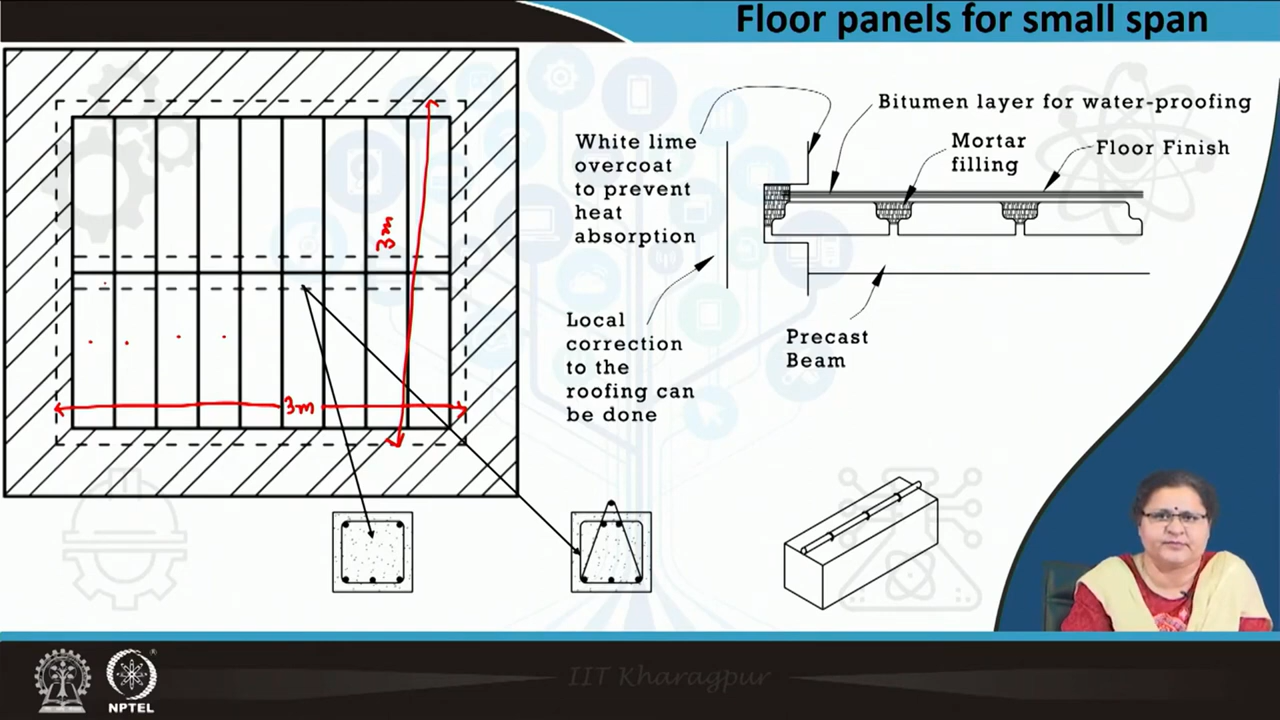 Floor panels for small span
3m
3m
White lime
overcoat
to prevent
heat
absorption
Bitumen layer for water-proofing
Mortar
filling
Floor Finish
Local
correction
to the
roofing can
be done
Precast
Beam
NPTEL
®
IIT Kharagpur